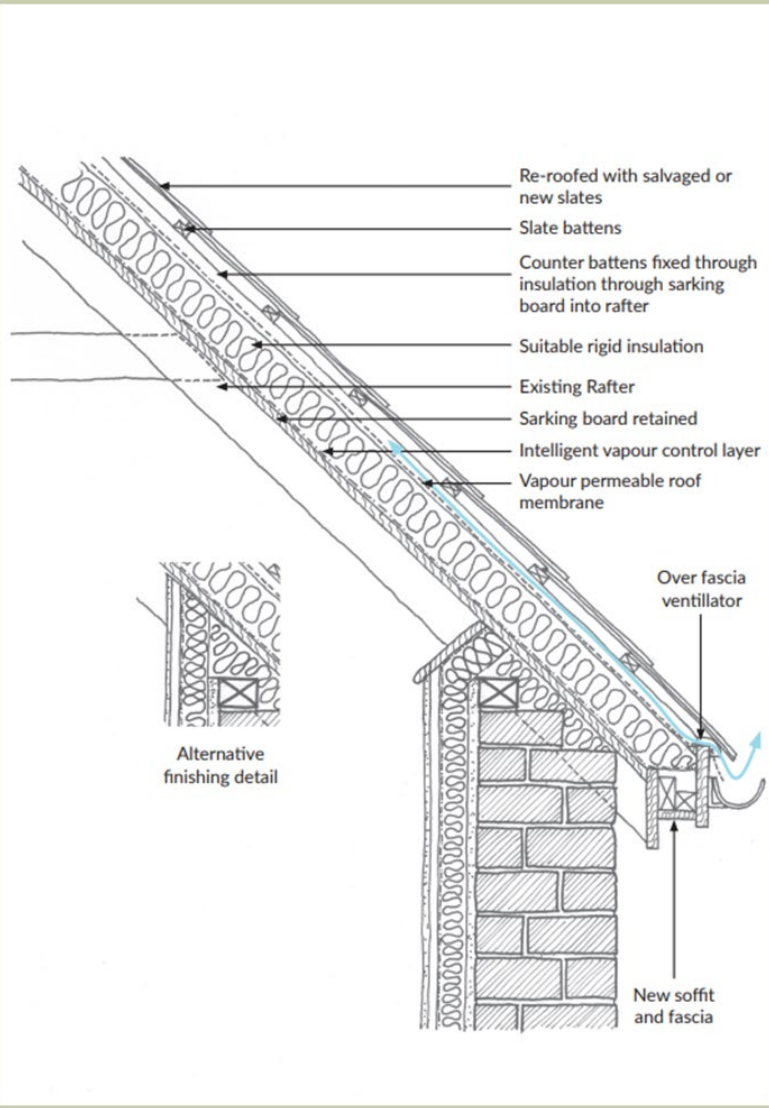 Re-roofed with salvaged or
new slates
Slate battens
Counter battens fixed through
insulation through sarking
board into rafter
Suitable rigid insulation
Existing Rafter
Sarking board retained
Intelligent vapour control layer
Vapour permeable roof
membrane
Over fascia
ventillator
Alternative
finishing detail
New soffit
and fascia